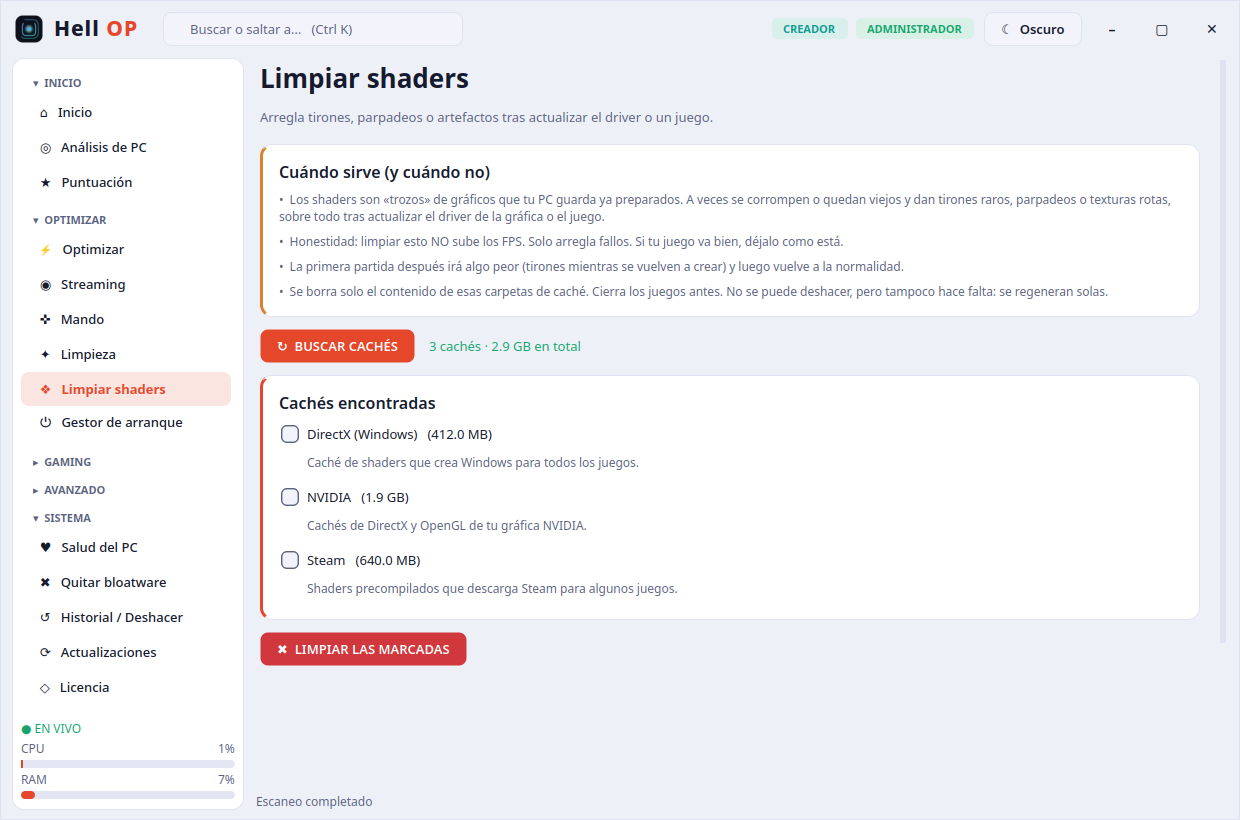 Hell OP
Buscar o saltar a... (Ctrl K)
CREADOR
ADMINISTRADOR
☾ Oscuro
– ▢ ✕
▾ INICIO
⌂ Inicio
◎ Análisis de PC
★ Puntuación
▾ OPTIMIZAR
⚡ Optimizar
◉ Streaming
✜ Mando
✦ Limpieza
❖ Limpiar shaders
⏻ Gestor de arranque
▸ GAMING
▸ AVANZADO
▾ SISTEMA
♥ Salud del PC
✖ Quitar bloatware
↺ Historial / Deshacer
⟳ Actualizaciones
◇ Licencia
● EN VIVO
CPU 1%
RAM 7%
Limpiar shaders
Arregla tirones, parpadeos o artefactos tras actualizar el driver o un juego.
Cuándo sirve (y cuándo no)
• Los shaders son «trozos» de gráficos que tu PC guarda ya preparados. A veces se corrompen o quedan viejos y dan tirones raros, parpadeos o texturas rotas,
sobre todo tras actualizar el driver de la gráfica o el juego.
• Honestidad: limpiar esto NO sube los FPS. Solo arregla fallos. Si tu juego va bien, déjalo como está.
• La primera partida después irá algo peor (tirones mientras se vuelven a crear) y luego vuelve a la normalidad.
• Se borra solo el contenido de esas carpetas de caché. Cierra los juegos antes. No se puede deshacer, pero tampoco hace falta: se regeneran solas.
↻ BUSCAR CACHÉS
3 cachés · 2.9 GB en total
Cachés encontradas
DirectX (Windows) (412.0 MB)
Caché de shaders que crea Windows para todos los juegos.
NVIDIA (1.9 GB)
Cachés de DirectX y OpenGL de tu gráfica NVIDIA.
Steam (640.0 MB)
Shaders precompilados que descarga Steam para algunos juegos.
✖ LIMPIAR LAS MARCADAS
Escaneo completado